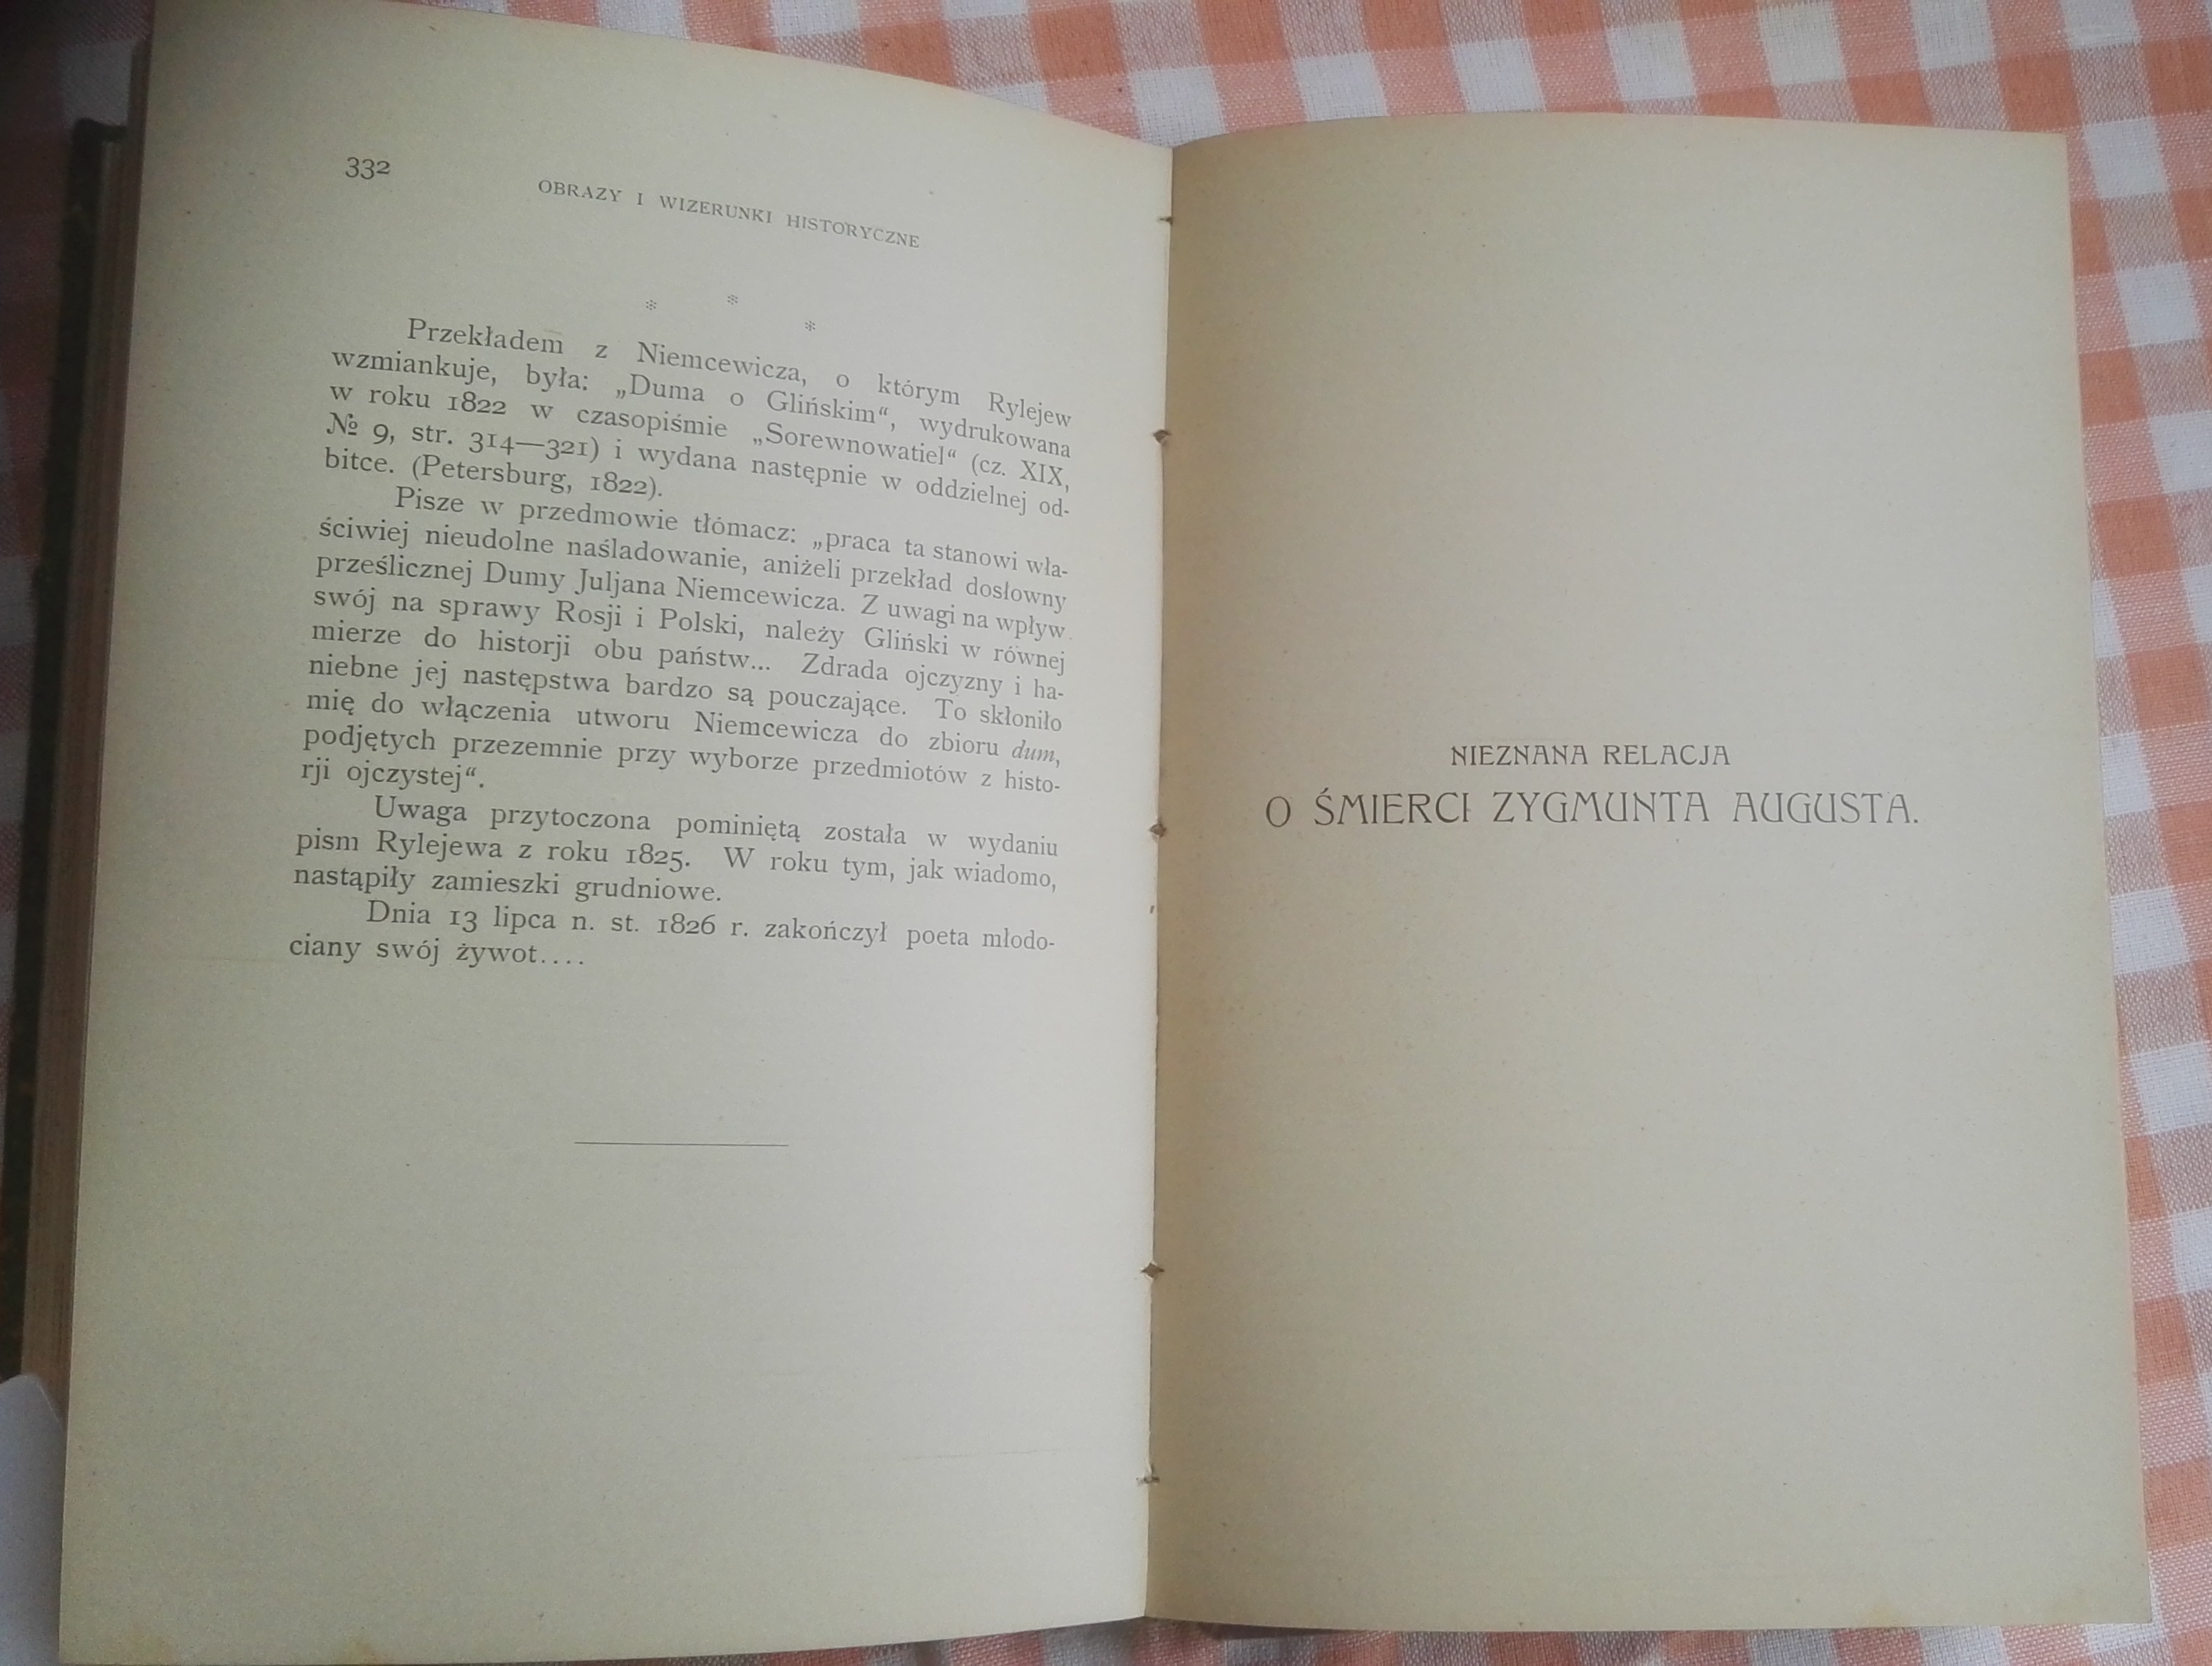 332
OBRAZY I WIZERUNKI HISTORYCZNE
* * *
Przekładem z Niemcewicza, o którym Rylejew
wzmiankuje, była: „Duma o Glińskim“, wydrukowana
w roku 1822 w czasopiśmie „Sorewnowatiel“ (cz. XIX,
№ 9, str. 314—321) i wydana następnie w oddzielnej od-
bitce. (Petersburg, 1822).
Pisze w przedmowie tłómacz: „praca ta stanowi wła-
ściwiej nieudolne naśladowanie, aniżeli przekład dosłowny
prześlicznej Dumy Juljana Niemcewicza. Z uwagi na wpływ
swój na sprawy Rosji i Polski, należy Gliński w równej
mierze do historji obu państw... Zdrada ojczyzny i ha-
niebne jej następstwa bardzo są pouczające. To skłoniło
mię do włączenia utworu Niemcewicza do zbioru dum,
podjętych przezemnie przy wyborze przedmiotów z histo-
rji ojczystej“.
Uwaga przytoczona pominiętą została w wydaniu
pism Rylejewa z roku 1825. W roku tym, jak wiadomo,
nastąpiły zamieszki grudniowe.
Dnia 13 lipca n. st. 1826 r. zakończył poeta młodo-
ciany swój żywot....
NIEZNANA RELACJA
O ŚMIERCI ZYGMUNTA AUGUSTA.